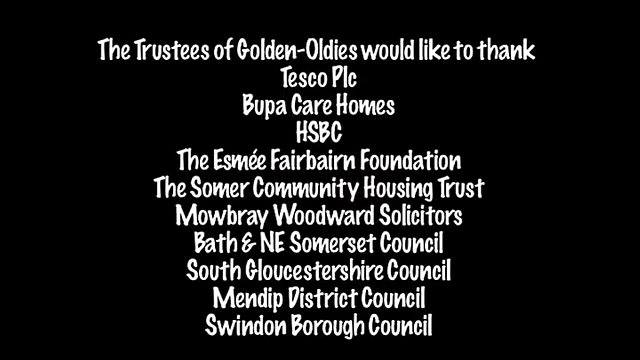 The Trustees of Golden-Oldies would like to thank
Tesco Plc
Bupa Care Homes
HSBC
The Esmée Fairbairn Foundation
The Somer Community Housing Trust
Mowbray Woodward Solicitors
Bath & NE Somerset Council
South Gloucestershire Council
Mendip District Council
Swindon Borough Council